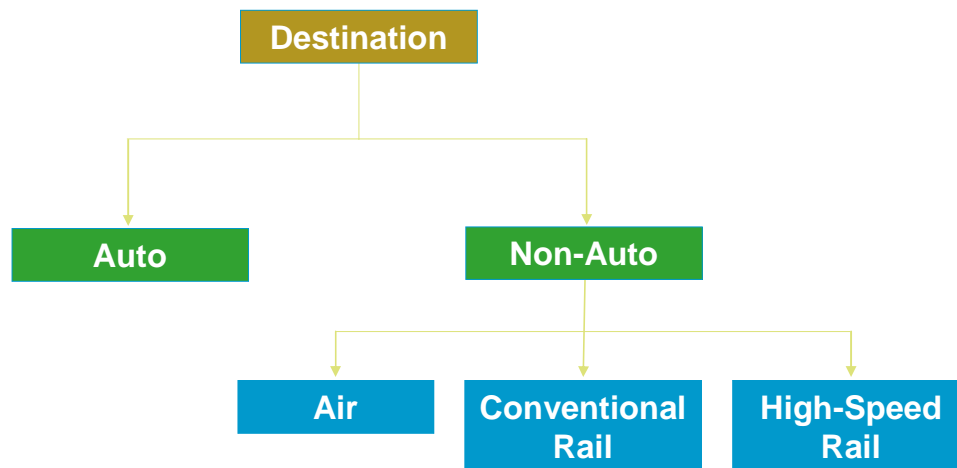 Destination
Auto
Non-Auto
Air
Conventional
Rail
High-Speed
Rail